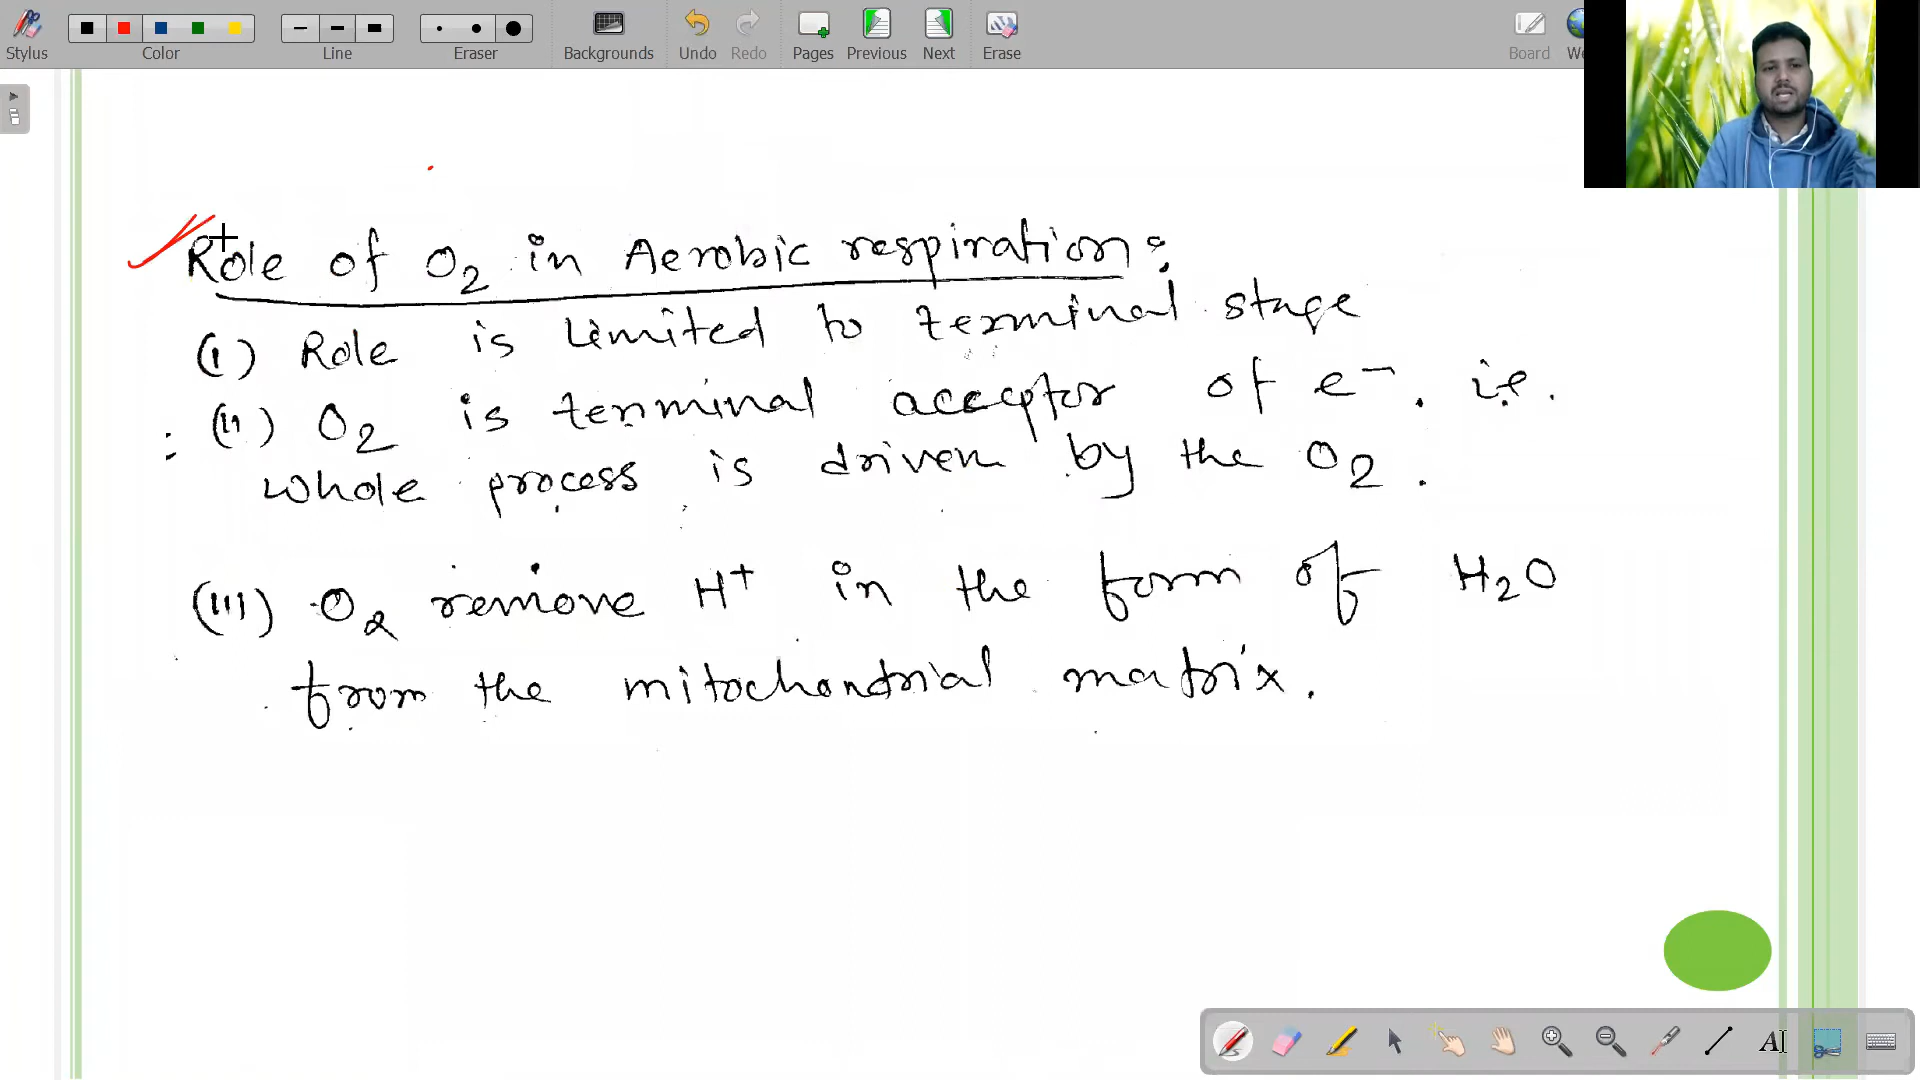 Stylus Color Line Eraser Backgrounds Undo Redo Pages Previous Next Erase Board
Role of O2 in Aerobic respiration:
(i) Role is limited to terminal stage
(ii) O2 is terminal acceptor of e-. i.e.
whole process is driven by the O2.
(iii) O2 remove H+ in the form of H2O
from the mitochondrial matrix.